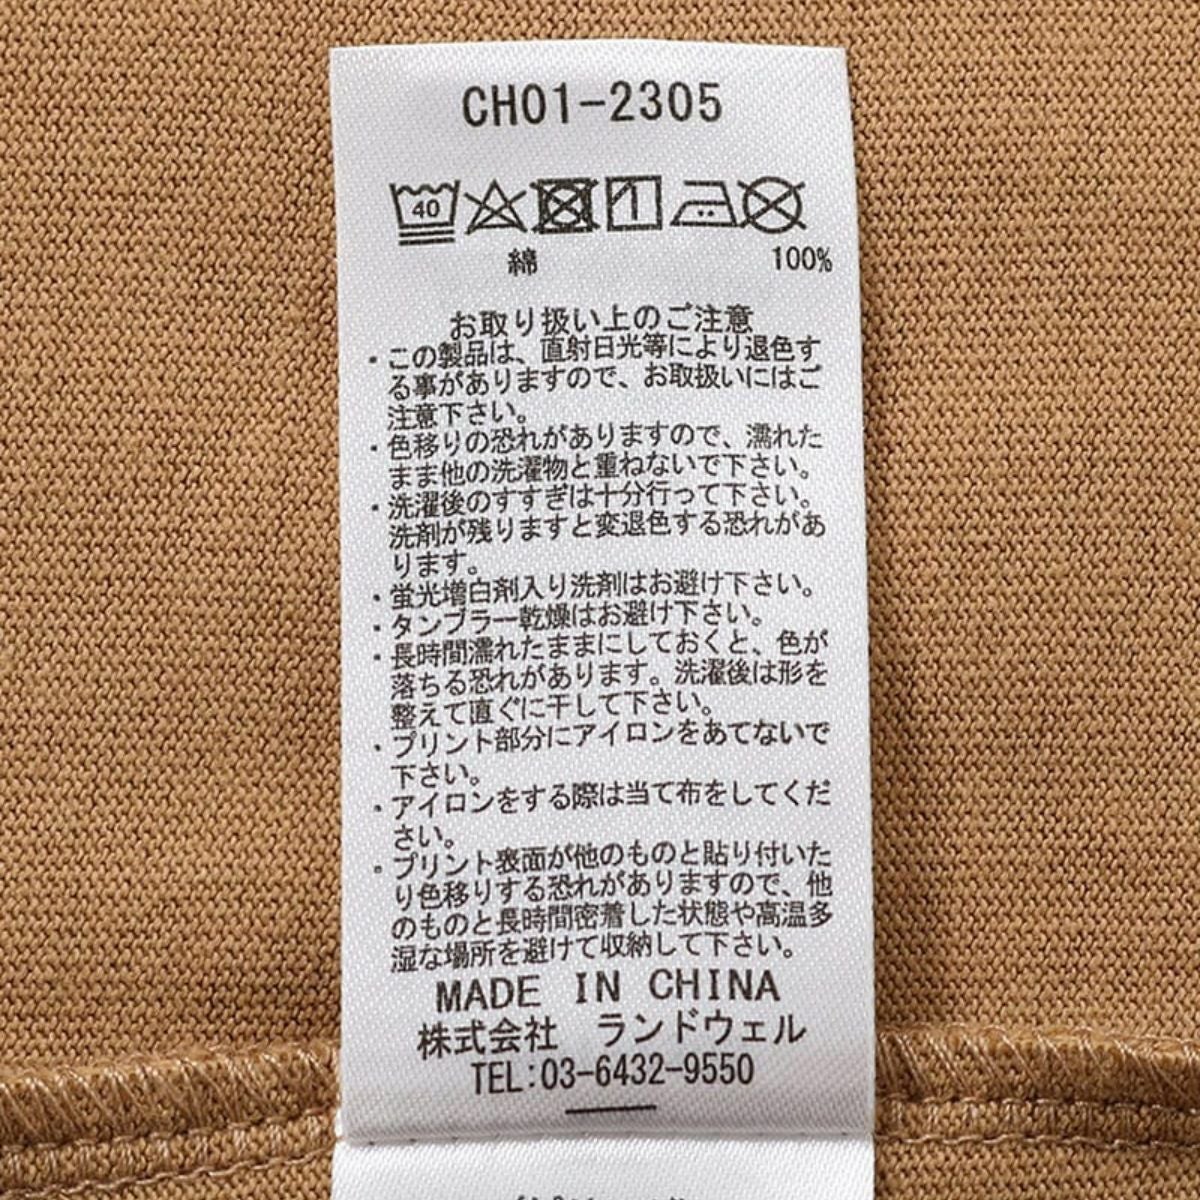 CH01-2305
40
綿 100%
お取り扱い上のご注意
・この製品は、直射日光等により退色す
る事がありますので、お取扱いにはご
注意下さい。
・色移りの恐れがありますので、濡れた
まま他の洗濯物と重ねないで下さい。
・洗濯後のすすぎは十分行って下さい。
洗剤が残りますと変退色する恐れがあ
ります。
・蛍光増白剤入り洗剤はお避け下さい。
・タンブラー乾燥はお避け下さい。
・長時間濡れたままにしておくと、色が
落ちる恐れがあります。洗濯後は形を
整えて直ぐに干して下さい。
・プリント部分にアイロンをあてないで
下さい。
・アイロンをする際は当て布をしてくだ
さい。
・プリント表面が他のものと貼り付いた
り色移りする恐れがありますので、他
のものと長時間密着した状態や高温多
湿な場所を避けて収納して下さい。
MADE IN CHINA
株式会社 ランドウェル
TEL:03-6432-9550